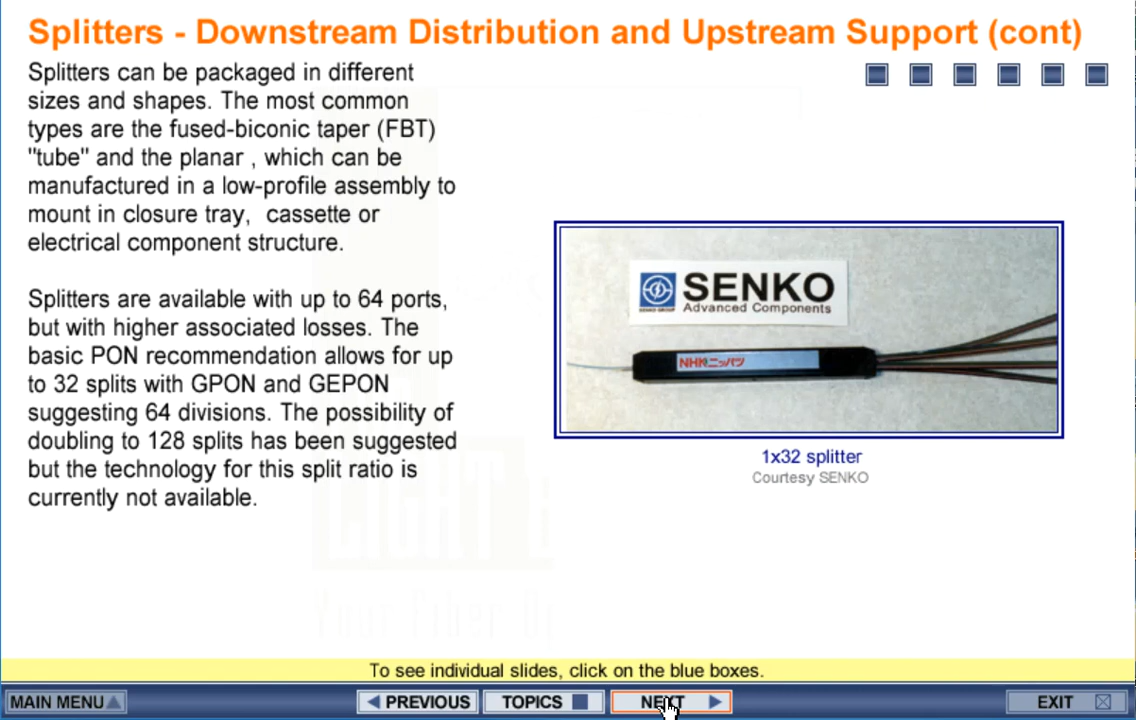 Splitters - Downstream Distribution and Upstream Support (cont)
Splitters can be packaged in different
sizes and shapes. The most common
types are the fused-biconic taper (FBT)
"tube" and the planar , which can be
manufactured in a low-profile assembly to
mount in closure tray,  cassette or
electrical component structure.
Splitters are available with up to 64 ports,
but with higher associated losses. The
basic PON recommendation allows for up
to 32 splits with GPON and GEPON
suggesting 64 divisions. The possibility of
doubling to 128 splits has been suggested
but the technology for this split ratio is
currently not available.
SENKO
Advanced Components
SENKO GROUP
NHKニッパツ
1x32 splitter
Courtesy SENKO
LIGHT
Your Fiber Op
To see individual slides, click on the blue boxes.
MAIN MENU
PREVIOUS
TOPICS
NEXT
EXIT